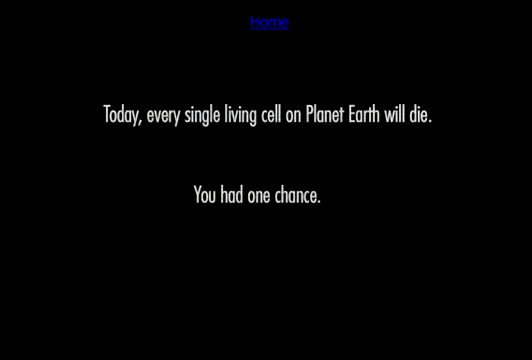 Home
Today, every single living cell on Planet Earth will die.
You had one chance.